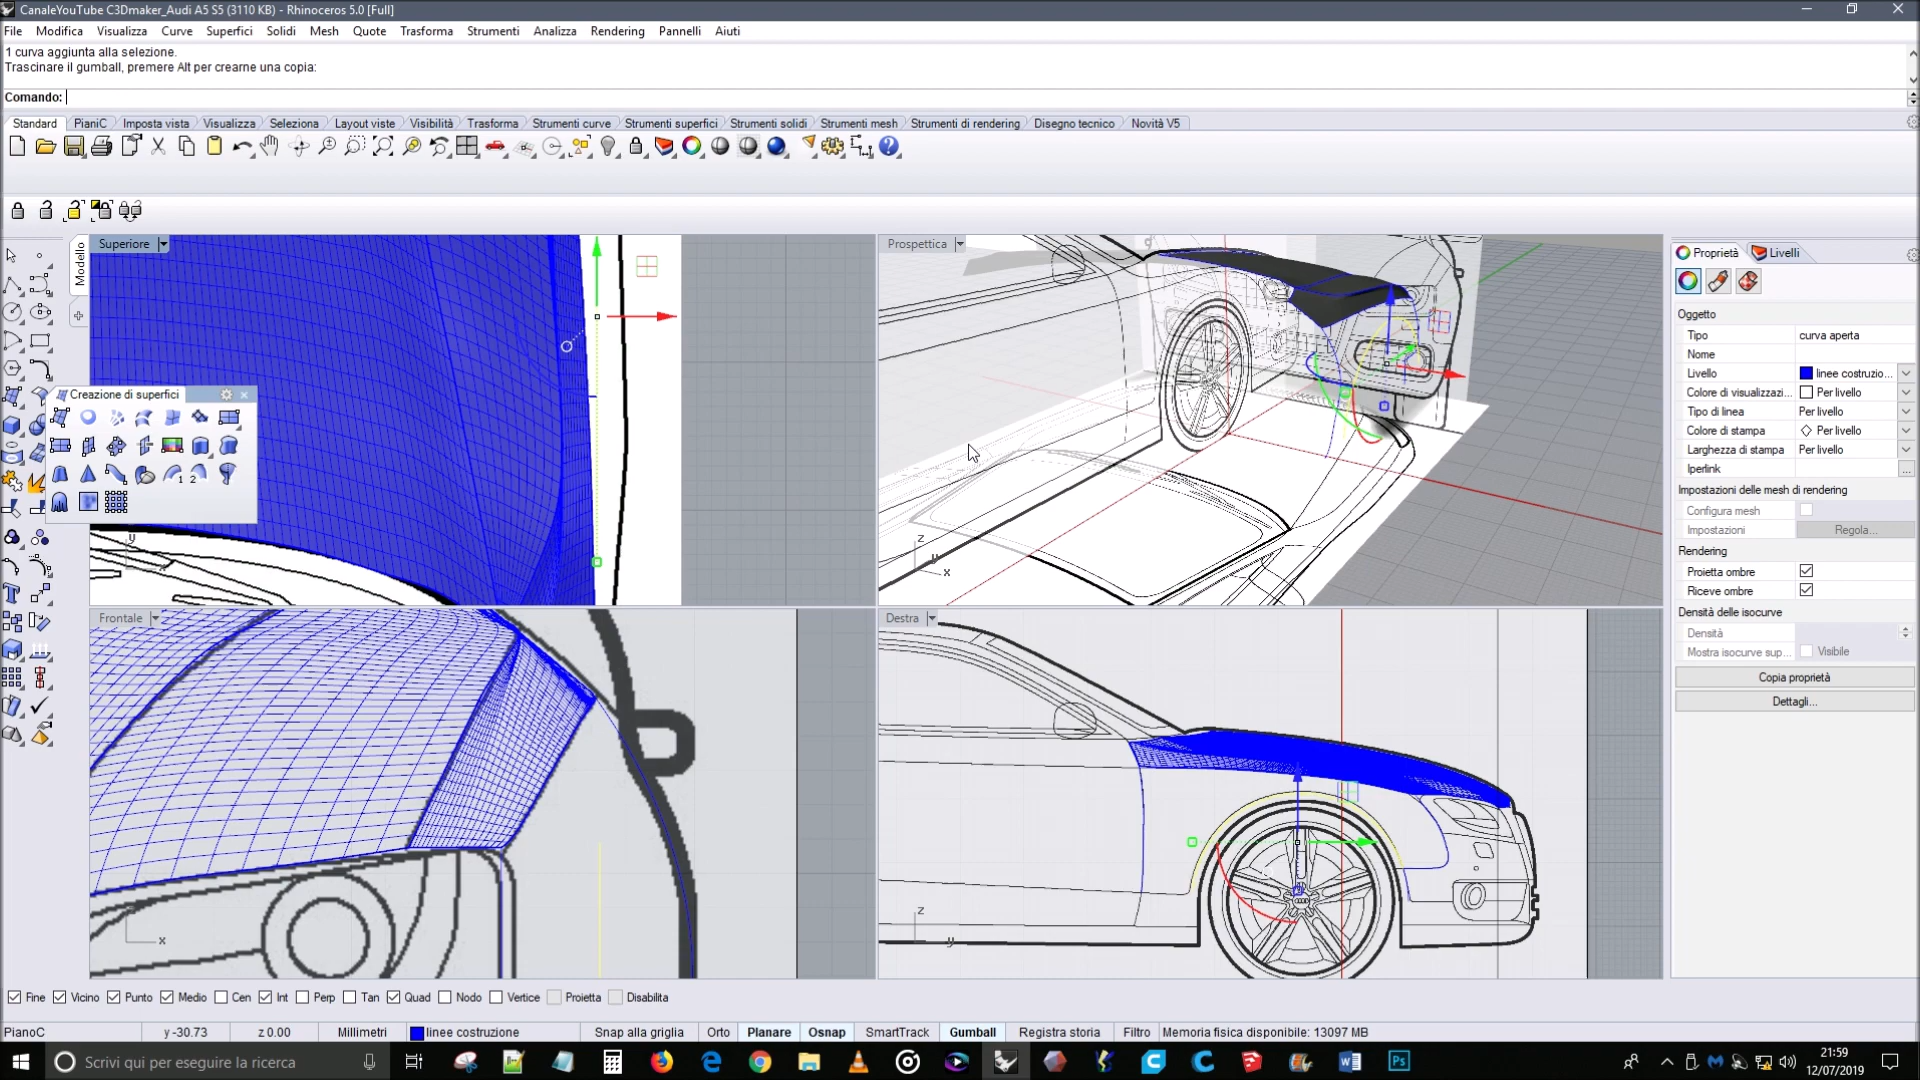 CanaleYouTube C3Dmaker_Audi A5 S5 (3110 KB) - Rhinoceros 5.0 [Full]
File Modifica Visualizza Curve Superfici Solidi Mesh Quote Trasforma Strumenti Analizza Rendering Pannelli Aiuti
1 curva aggiunta alla selezione.
Trascinare il gumball, premere Alt per crearne una copia:
Comando:
Standard PianiC Imposta vista Visualizza Seleziona Layout viste Visibilità Trasforma Strumenti curve Strumenti superfici Strumenti solidi Strumenti mesh Strumenti di rendering Disegno tecnico Novità V5
Modello
Superiore
Prospettica
Creazione di superfici
1 2
y
z
y
x
Frontale
Destra
x
z
y
Proprietà Livelli
Oggetto
Tipo curva aperta
Nome
Livello linee costruzio...
Colore di visualizzazi... Per livello
Tipo di linea Per livello
Colore di stampa Per livello
Larghezza di stampa Per livello
Iperlink ...
Impostazioni delle mesh di rendering
Configura mesh
Impostazioni Regola...
Rendering
Proietta ombre
Riceve ombre
Densità delle isocurve
Densità
Mostra isocurve sup... Visibile
Copia proprietà
Dettagli...
Fine Vicino Punto Medio Cen Int Perp Tan Quad Nodo Vertice Proietta Disabilita
PianoC y -30.73 z 0.00 Millimetri linee costruzione Snap alla griglia Orto Planare Osnap SmartTrack Gumball Registra storia Filtro Memoria fisica disponibile: 13097 MB
Scrivi qui per eseguire la ricerca
21:59
12/07/2019